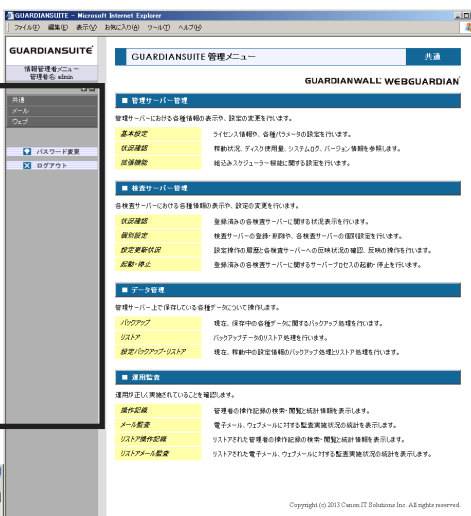 GUARDIANSUITE - Microsoft Internet Explorer
ファイル(F) 編集(E) 表示(V) お気に入り(A) ツール(T) ヘルプ(H)
GUARDIANSUITE
情報管理者メニュー
管理者名 admin
共通
メール
ウェブ
パスワード変更
ログアウト
GUARDIANSUITE 管理メニュー 共通
GUARDIANWALL WEBGUARDIAN
■ 管理サーバー管理
管理サーバーにおける各種情報の表示や、設定の変更を行います。
基本設定 ライセンス情報や、各種パラメータの設定を行います。
状況確認 稼動状況、ディスク使用量、システムログ、バージョン情報を参照します。
拡張機能 組込みスケジューラー機能に関する設定を行います。
■ 検査サーバー管理
各検査サーバーにおける各種情報の表示や、設定の変更を行います。
状況確認 登録済みの各検査サーバーに関する状況表示を行います。
個別設定 検査サーバーの登録・削除や、各検査サーバーの個別設定を行います。
設定更新状況 設定操作の履歴と各検査サーバーへの反映状況の確認、反映の操作を行います。
起動・停止 登録済みの各検査サーバーに関するサーバープロセスの起動・停止を行います。
■ データ管理
管理サーバー上で保存している各種データについて操作します。
バックアップ 現在、保存中の各種データに関するバックアップ処理を行います。
リストア バックアップデータのリストア処理を行います。
設定バックアップ・リストア 現在、稼動中の設定情報のバックアップ処理とリストア処理を行います。
■ 運用監査
運用が正しく実施されていることを確認します。
操作記録 管理者の操作記録の検索・閲覧と統計情報を表示します。
メール監査 電子メール、ウェブメールに対する監査実施状況の統計を表示します。
リストア操作記録 リストアされた管理者の操作記録の検索・閲覧と統計情報を表示します。
リストアメール監査 リストアされた電子メール、ウェブメールに対する監査実施状況の統計を表示します。
Copyright (c) 2013 Canon IT Solutions Inc. All rights reserved.